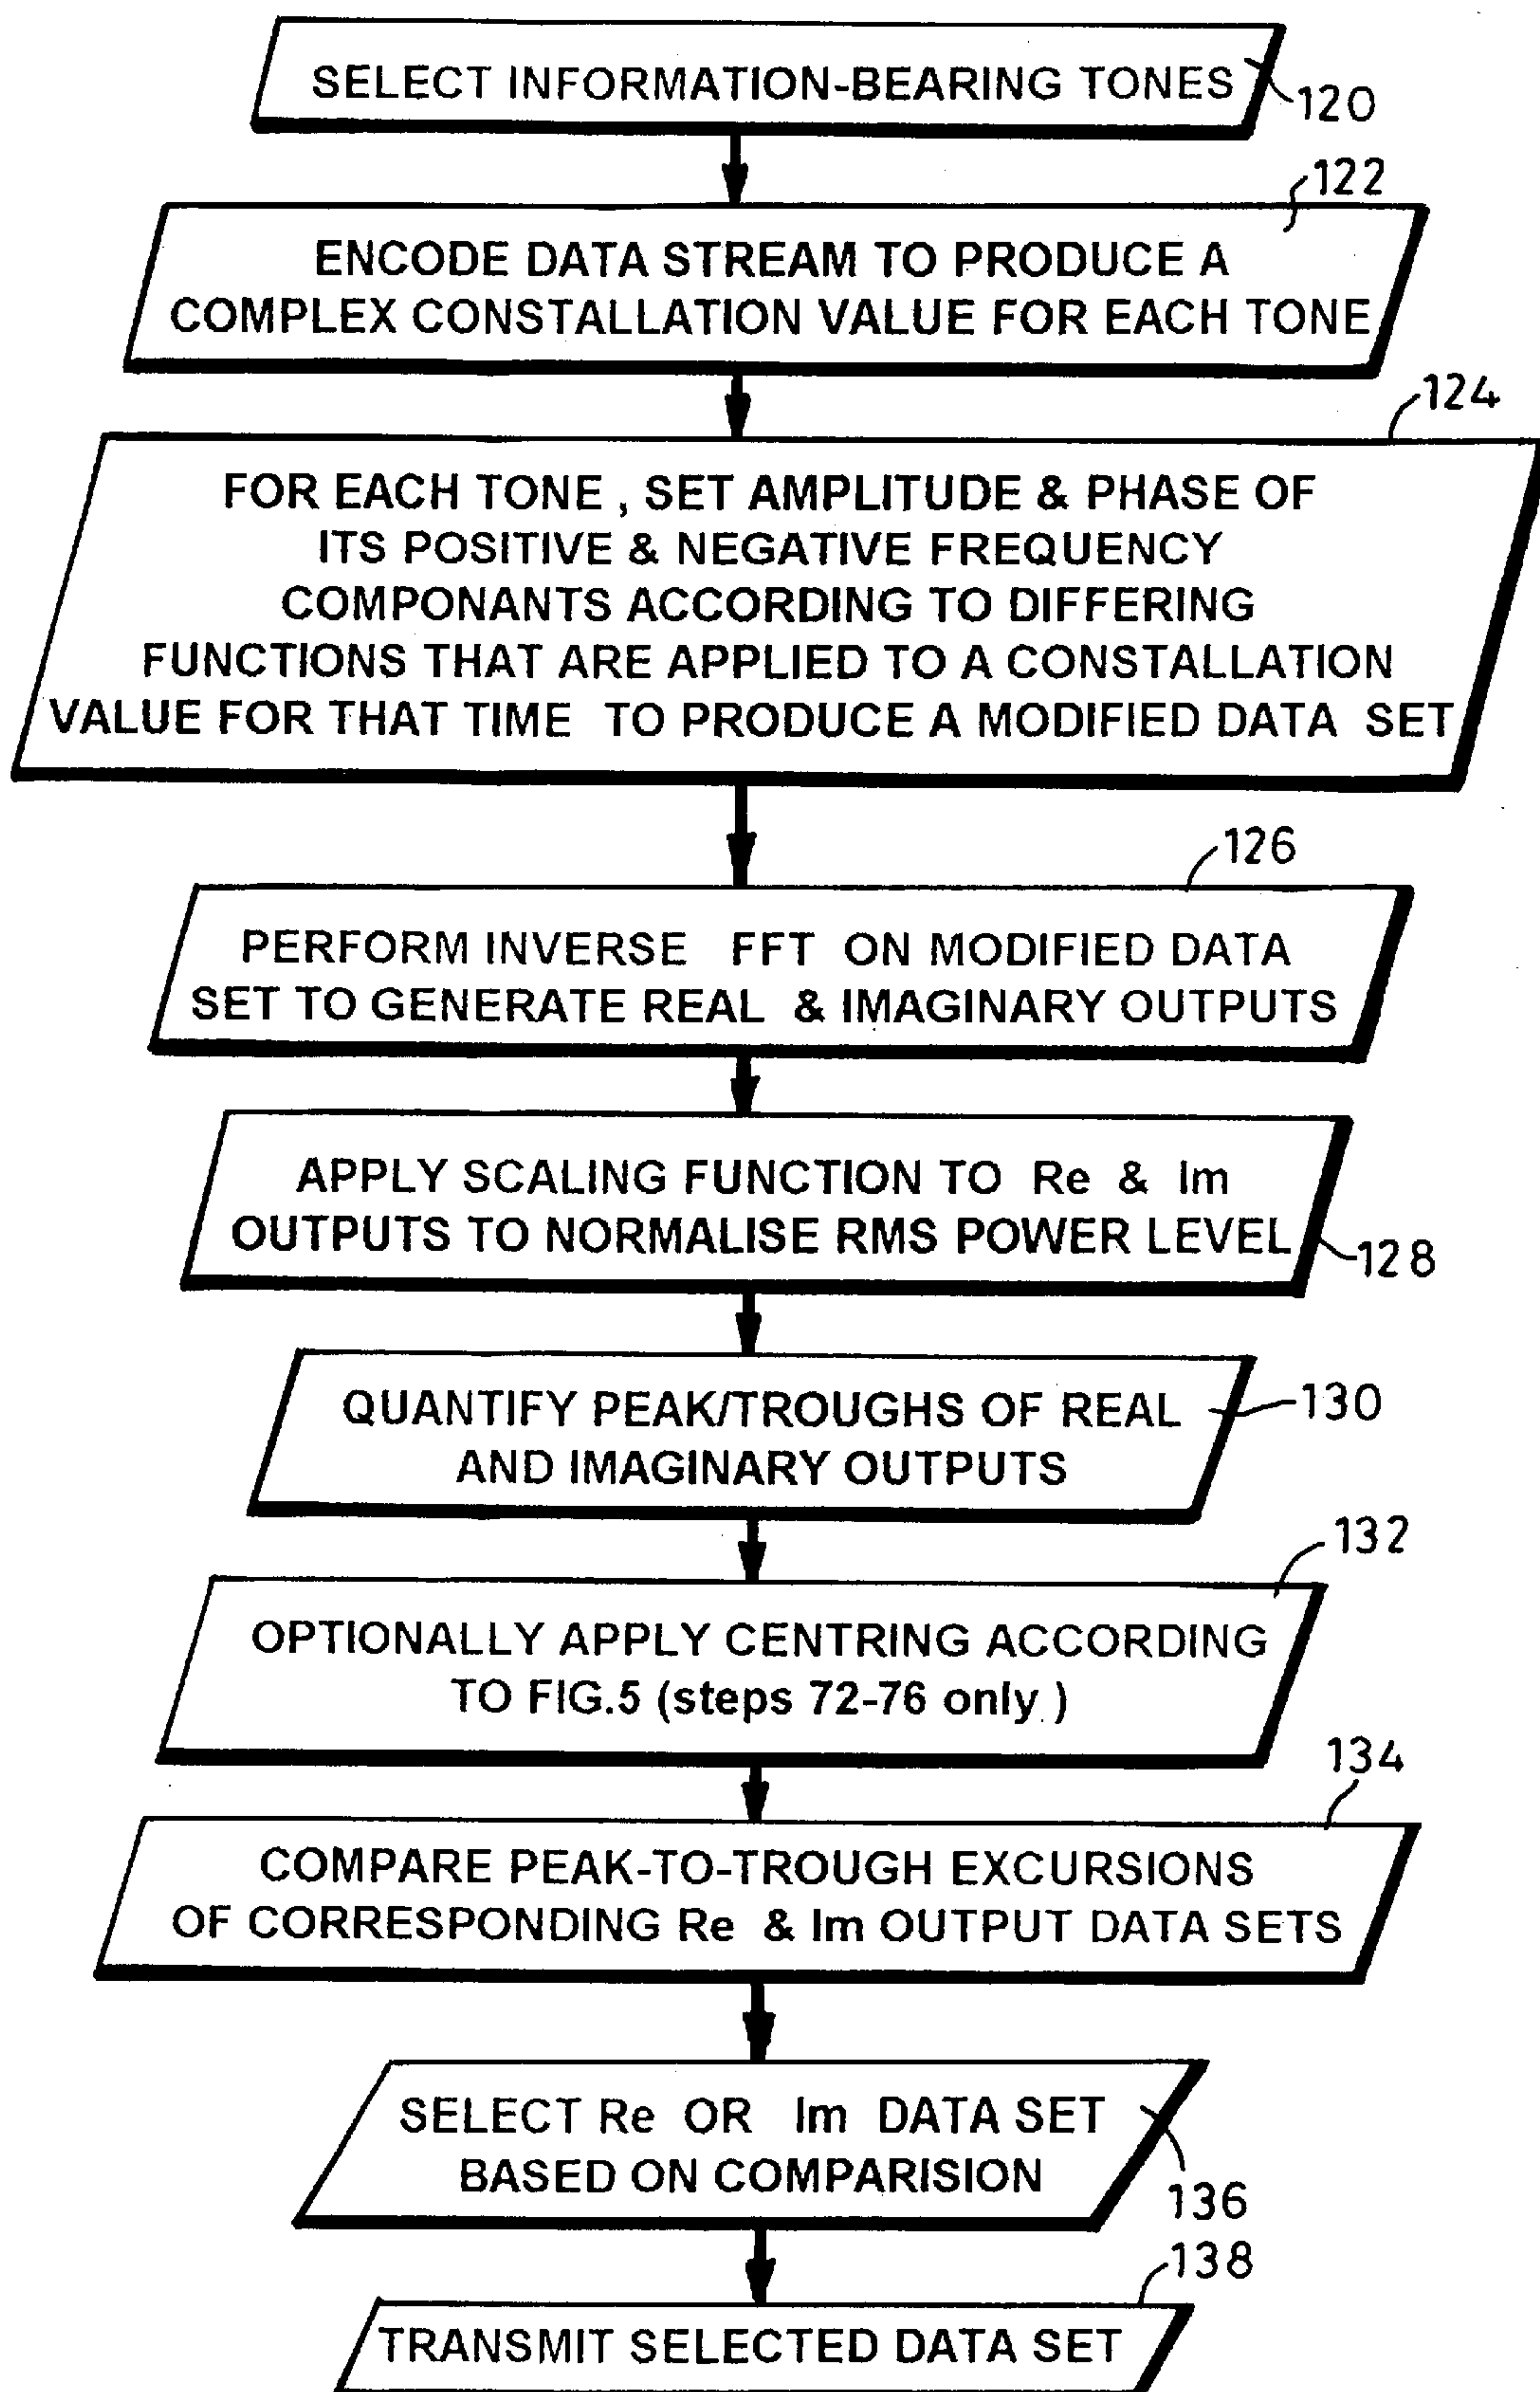 SELECT INFORMATION-BEARING TONES
120
122
ENCODE DATA STREAM TO PRODUCE A
COMPLEX CONSTALLATION VALUE FOR EACH TONE
124
FOR EACH TONE , SET AMPLITUDE & PHASE OF
ITS POSITIVE & NEGATIVE FREQUENCY
COMPONANTS ACCORDING TO DIFFERING
FUNCTIONS THAT ARE APPLIED TO A CONSTALLATION
VALUE FOR THAT TIME TO PRODUCE A MODIFIED DATA SET
126
PERFORM INVERSE FFT ON MODIFIED DATA
SET TO GENERATE REAL & IMAGINARY OUTPUTS
APPLY SCALING FUNCTION TO Re & Im
OUTPUTS TO NORMALISE RMS POWER LEVEL
128
QUANTIFY PEAK/TROUGHS OF REAL
130
AND IMAGINARY OUTPUTS
132
OPTIONALLY APPLY CENTRING ACCORDING
TO FIG.5 (steps 72-76 only )
134
COMPARE PEAK-TO-TROUGH EXCURSIONS
OF CORRESPONDING Re & Im OUTPUT DATA SETS
SELECT Re OR Im DATA SET
BASED ON COMPARISION
136
138
TRANSMIT SELECTED DATA SET